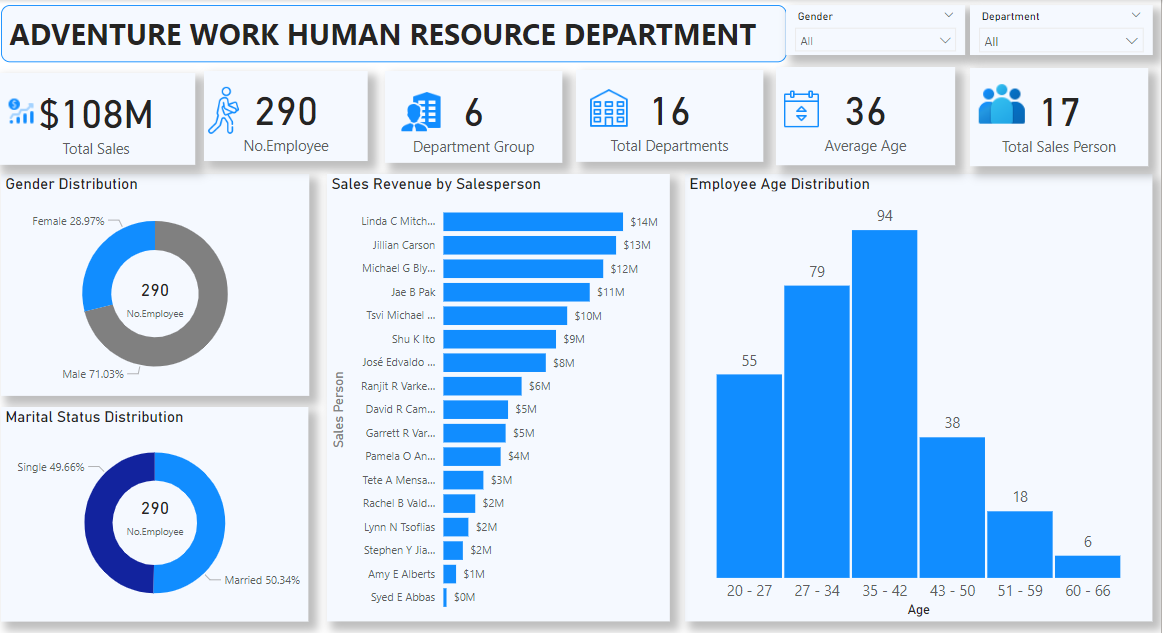 ADVENTURE WORK HUMAN RESOURCE DEPARTMENT
Gender
All
Department
All
$108M
Total Sales
290
No.Employee
6
Department Group
16
Total Departments
36
Average Age
17
Total Sales Person
Gender Distribution
Female 28.97%
290
No.Employee
Male 71.03%
Marital Status Distribution
Single 49.66%
290
No.Employee
Married 50.34%
Sales Revenue by Salesperson
Sales Person
Linda C Mitch... $14M
Jillian Carson $13M
Michael G Bly... $12M
Jae B Pak $11M
Tsvi Michael ... $10M
Shu K Ito $9M
José Edvaldo ... $8M
Ranjit R Varke... $6M
David R Cam... $5M
Garrett R Var... $5M
Pamela O An... $4M
Tete A Mensa... $3M
Rachel B Vald... $2M
Lynn N Tsoflias $2M
Stephen Y Jia... $2M
Amy E Alberts $1M
Syed E Abbas $0M
Employee Age Distribution
55
79
94
38
18
6
20 - 27 27 - 34 35 - 42 43 - 50 51 - 59 60 - 66
Age